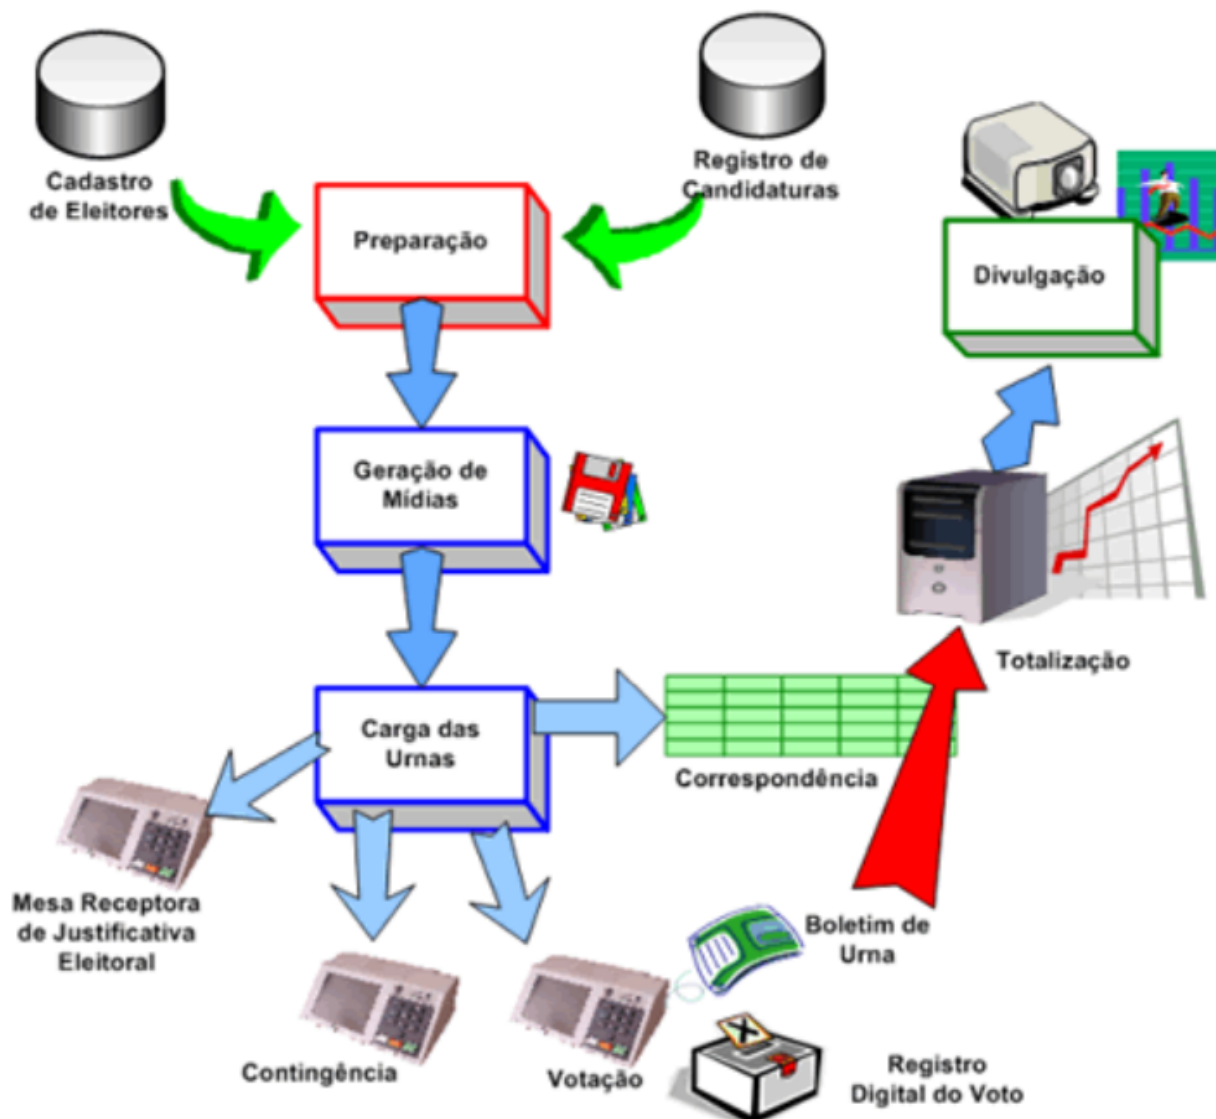 Cadastro
de Eleitores
Registro de
Candidaturas
Preparação
Divulgação
Geração de
Mídias
Totalização
Carga das
Urnas
Correspondência
Mesa Receptora
de Justificativa
Eleitoral
Boletim de
Urna
Contingência
Votação
Registro
Digital do Voto